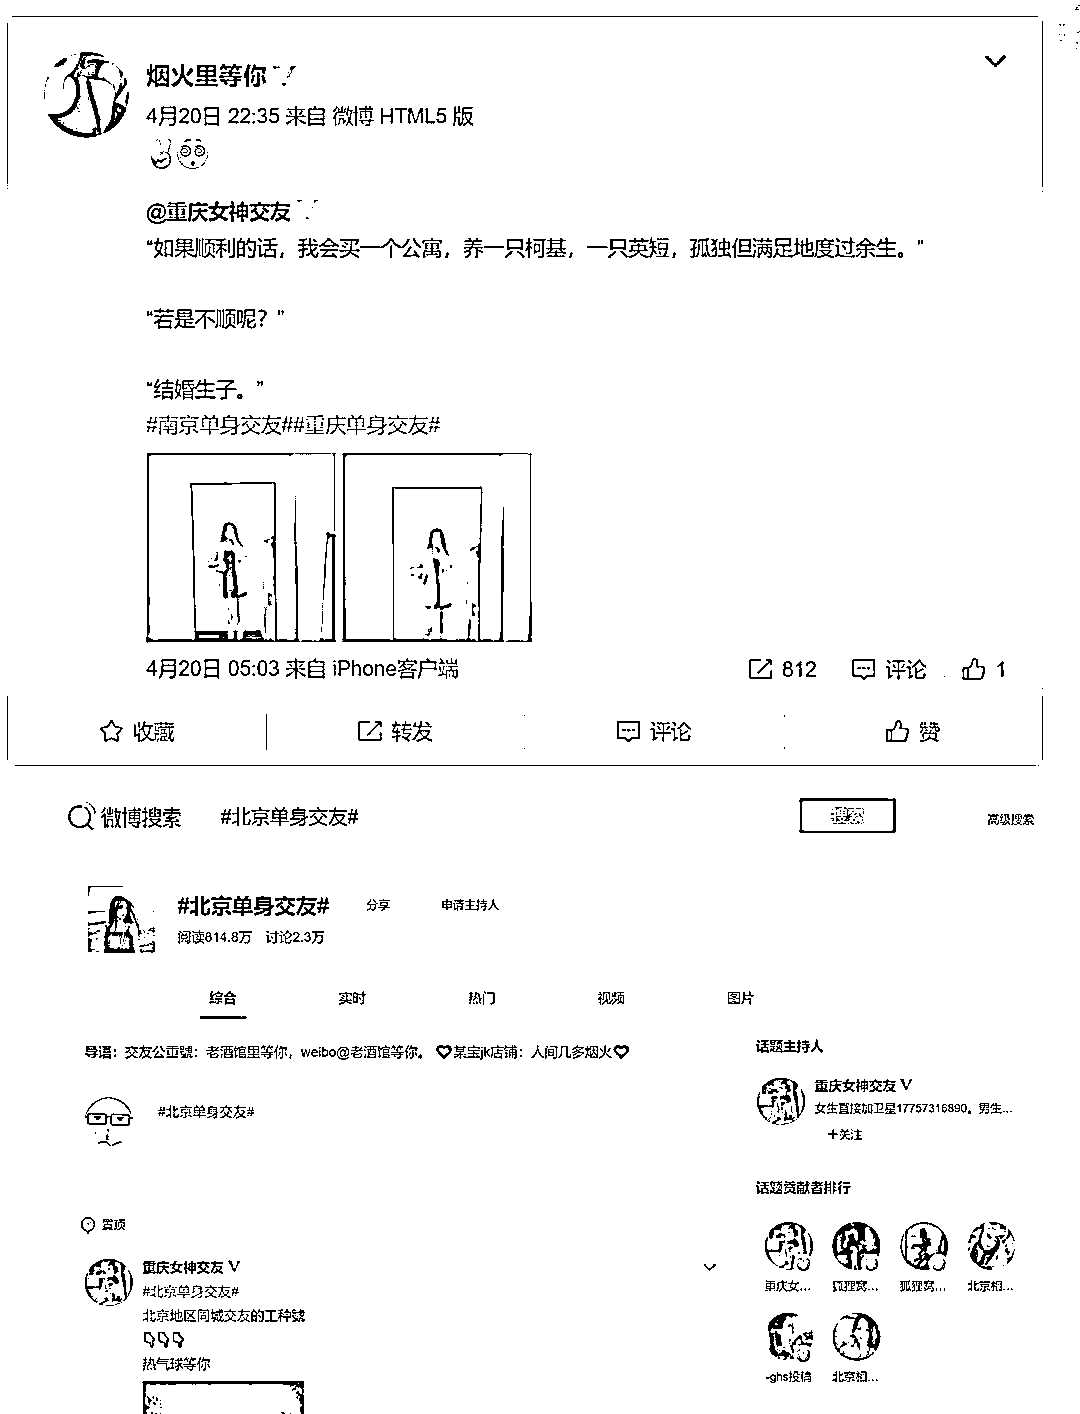 烟火里等你
4月20日 22:35 来自 微博 HTML5 版
@重庆女神交友
“如果顺利的话，我会买一个公寓，养一只柯基，一只英短，孤独但满足地度过余生。”
“若是不顺呢？”
“结婚生子。”
#南京单身交友##重庆单身交友#
4月20日 05:03 来自 iPhone客户端 812 评论 1
收藏 转发 评论 赞
微博搜索 #北京单身交友# 搜索 高级搜索
#北京单身交友# 分享 申请主持人
阅读614.8万 讨论2.3万
综合 实时 热门 视频 图片
导语：交友公重號：老酒馆里等你，weibo@老酒馆等你。♥某宝jk店铺：人间几多烟火♥
话题主持人
重庆女神交友 V
女生直接加卫星17757316890。男生...
+关注
#北京单身交友#
话题贡献者排行
重庆女... 狐狸窝... 狐狸窝... 北京相...
-ghs投稿 北京相...
置顶
重庆女神交友 V
#北京单身交友#
北京地区同城交友的工种號
👇👇👇
热气球等你